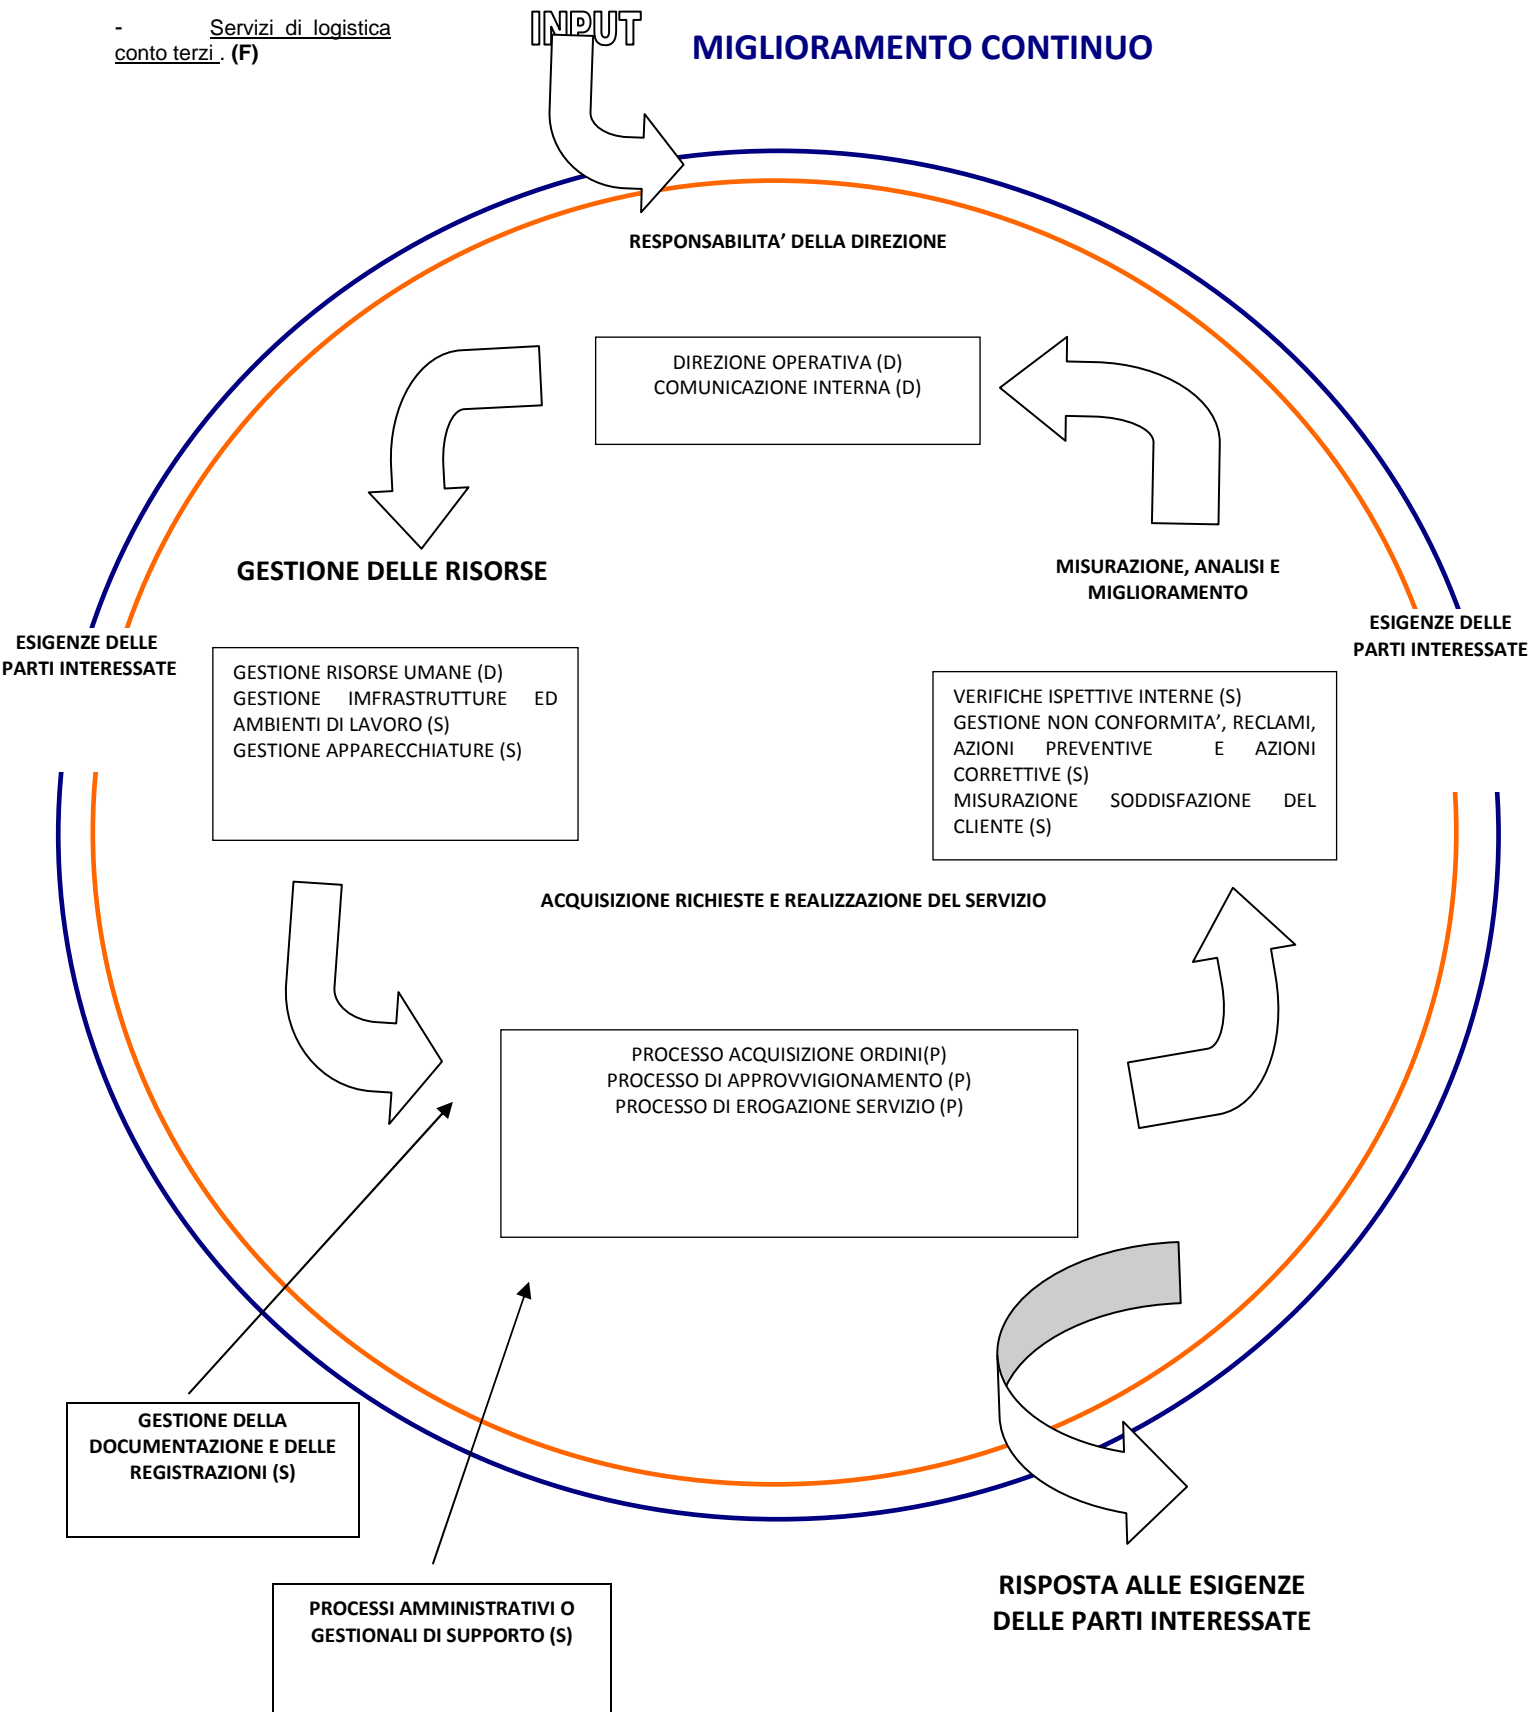 - Servizi di logistica
conto terzi . (F)
INPUT
MIGLIORAMENTO CONTINUO
RESPONSABILITA’ DELLA DIREZIONE
DIREZIONE OPERATIVA (D)
COMUNICAZIONE INTERNA (D)
GESTIONE DELLE RISORSE
MISURAZIONE, ANALISI E
MIGLIORAMENTO
ESIGENZE DELLE
PARTI INTERESSATE
ESIGENZE DELLE
PARTI INTERESSATE
GESTIONE RISORSE UMANE (D)
GESTIONE IMFRASTRUTTURE ED
AMBIENTI DI LAVORO (S)
GESTIONE APPARECCHIATURE (S)
VERIFICHE ISPETTIVE INTERNE (S)
GESTIONE NON CONFORMITA’, RECLAMI,
AZIONI PREVENTIVE E AZIONI
CORRETTIVE (S)
MISURAZIONE SODDISFAZIONE DEL
CLIENTE (S)
ACQUISIZIONE RICHIESTE E REALIZZAZIONE DEL SERVIZIO
PROCESSO ACQUISIZIONE ORDINI(P)
PROCESSO DI APPROVVIGIONAMENTO (P)
PROCESSO DI EROGAZIONE SERVIZIO (P)
GESTIONE DELLA
DOCUMENTAZIONE E DELLE
REGISTRAZIONI (S)
PROCESSI AMMINISTRATIVI O
GESTIONALI DI SUPPORTO (S)
RISPOSTA ALLE ESIGENZE
DELLE PARTI INTERESSATE